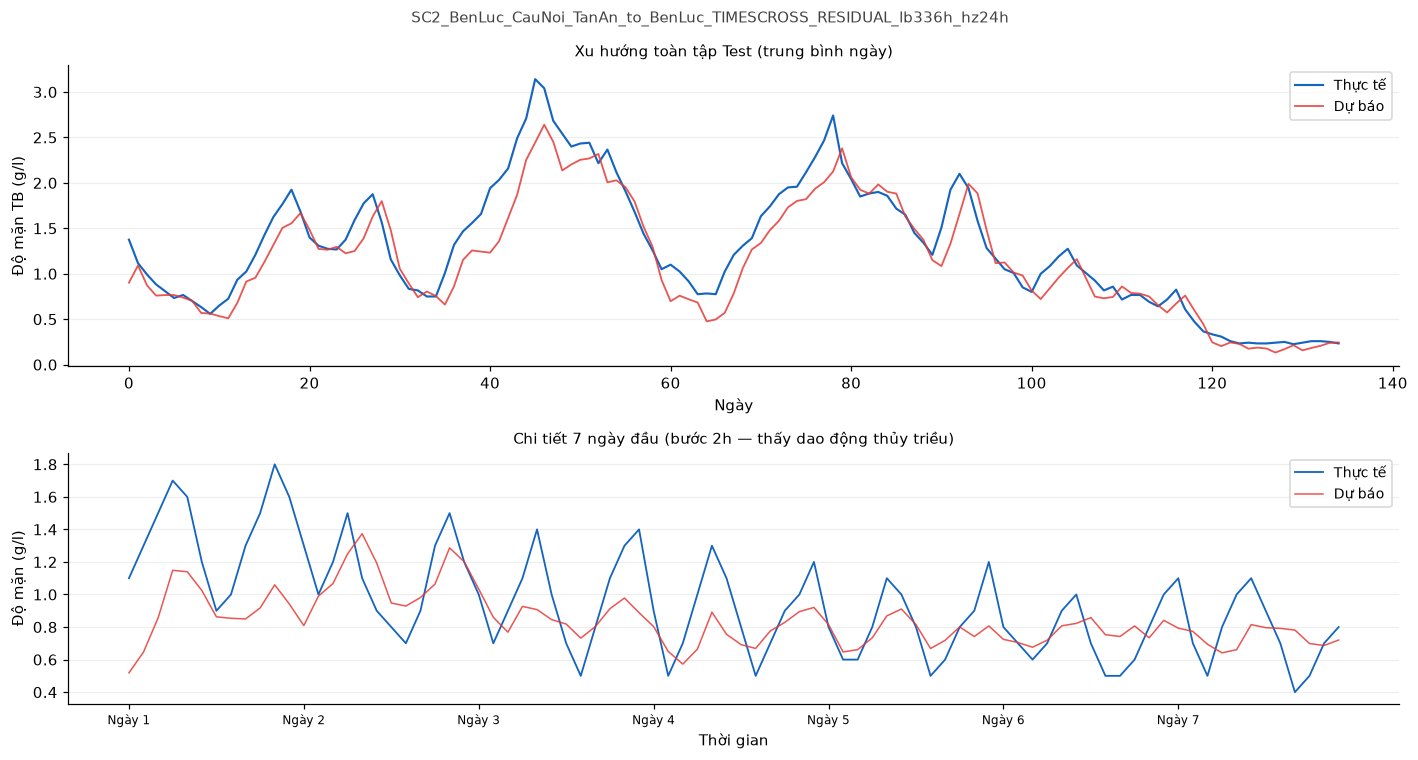 SC2_BenLuc_CauNoi_TanAn_to_BenLuc_TIMESCROSS_RESIDUAL_lb336h_hz24h
Xu hướng toàn tập Test (trung bình ngày)
Thực tế
Dự báo
Độ mặn TB (g/l)
3.0
2.5
2.0
1.5
1.0
0.5
0.0
0 20 40 60 80 100 120 140
Ngày
Chi tiết 7 ngày đầu (bước 2h — thấy dao động thủy triều)
Thực tế
Dự báo
Độ mặn (g/l)
1.8
1.6
1.4
1.2
1.0
0.8
0.6
0.4
Ngày 1 Ngày 2 Ngày 3 Ngày 4 Ngày 5 Ngày 6 Ngày 7
Thời gian